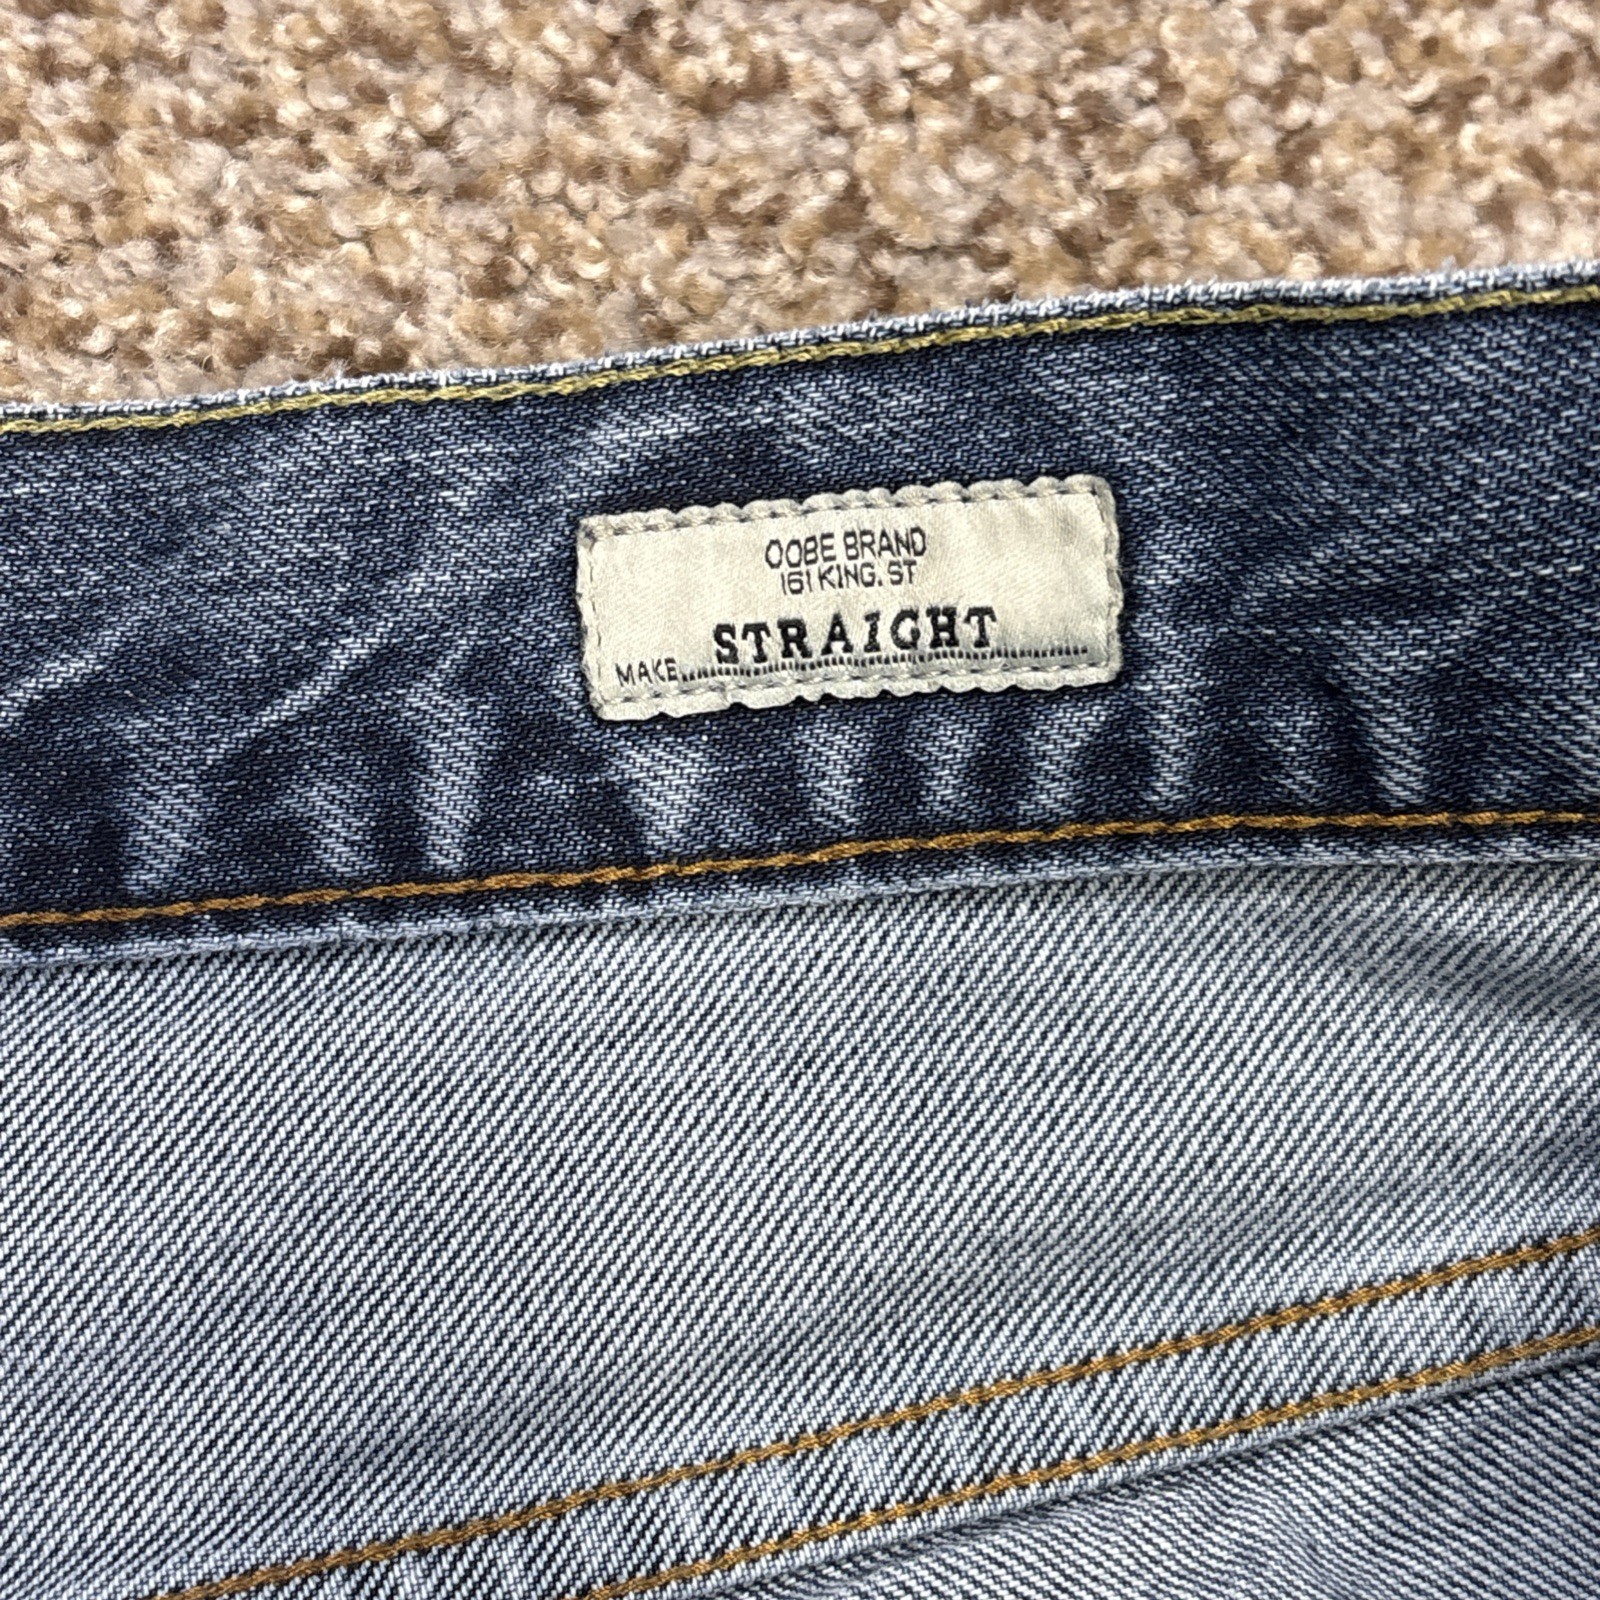 OOBE BRAND
161 KING. ST
STRAIGHT
MAKE